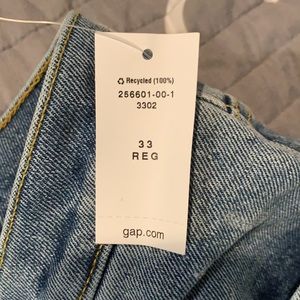 ♻ Recycled (100%)
256601-00-1
3302
33
REG
gap.com